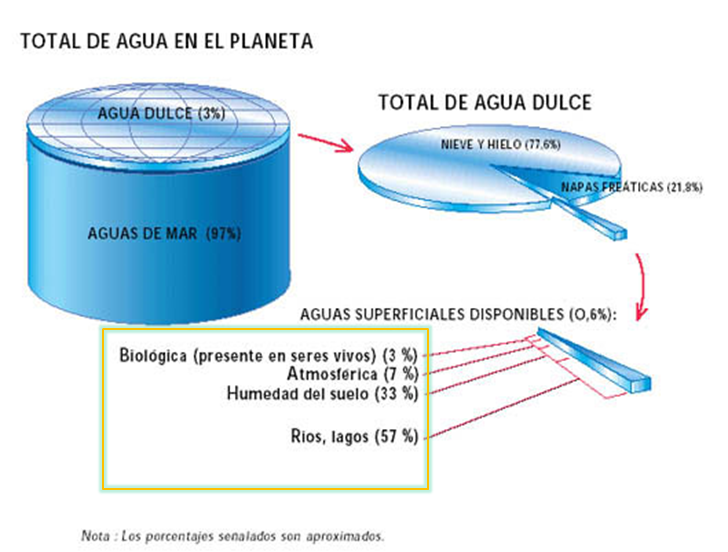 TOTAL DE AGUA EN EL PLANETA
AGUA DULCE (3%)
AGUAS DE MAR (97%)
TOTAL DE AGUA DULCE
NIEVE Y HIELO (77,6%)
NAPAS FREÁTICAS (21,8%)
AGUAS SUPERFICIALES DISPONIBLES (O,6%):
Biológica (presente en seres vivos) (3 %)
Atmosférica (7 %)
Humedad del suelo (33 %)
Ríos, lagos (57 %)
Nota : Los porcentajes señalados son aproximados.